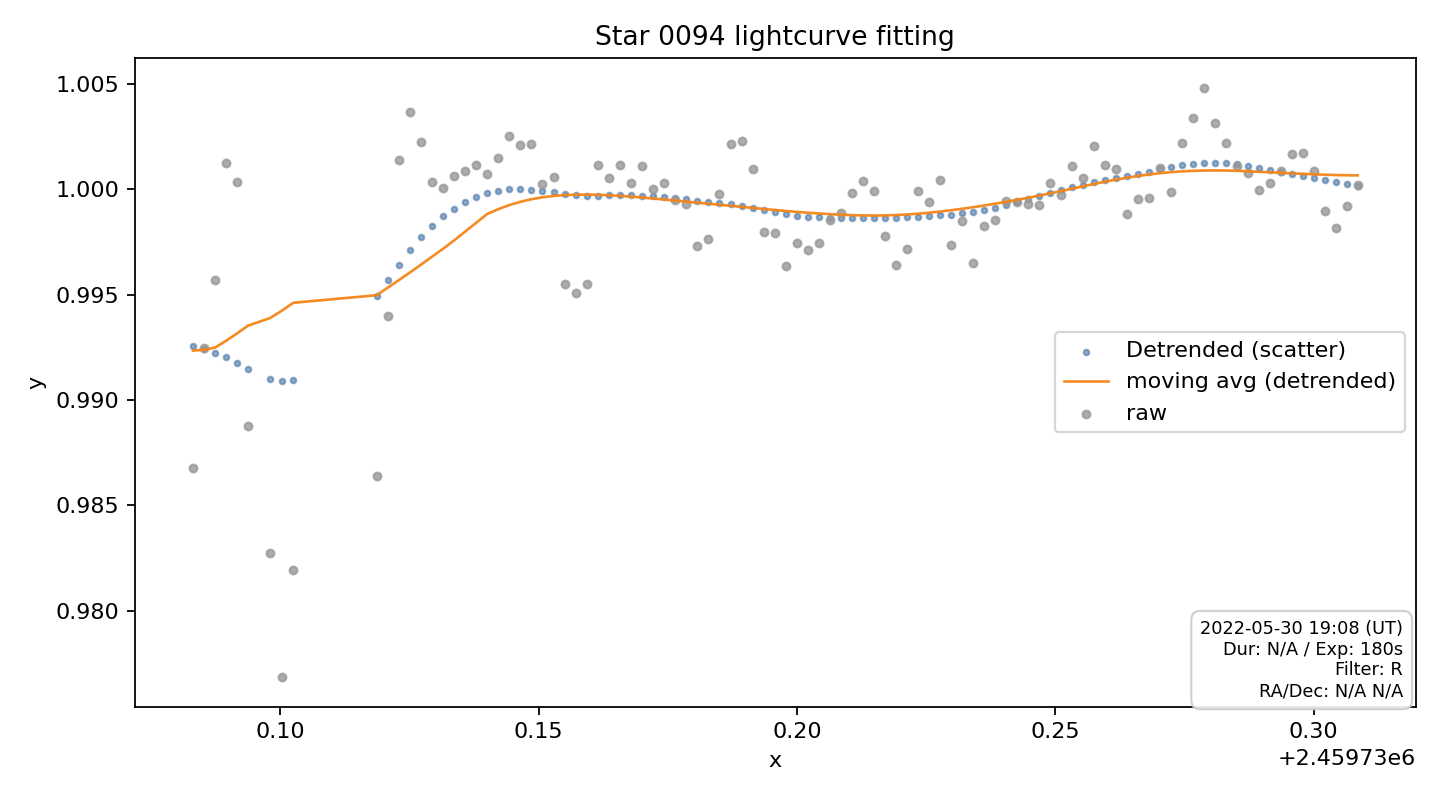 Star 0094 lightcurve fitting
1.005
1.000
0.995
0.990
0.985
0.980
y
Detrended (scatter)
moving avg (detrended)
raw
2022-05-30 19:08 (UT)
Dur: N/A / Exp: 180s
Filter: R
RA/Dec: N/A N/A
0.10 0.15 0.20 0.25 0.30
x
+2.45973e6